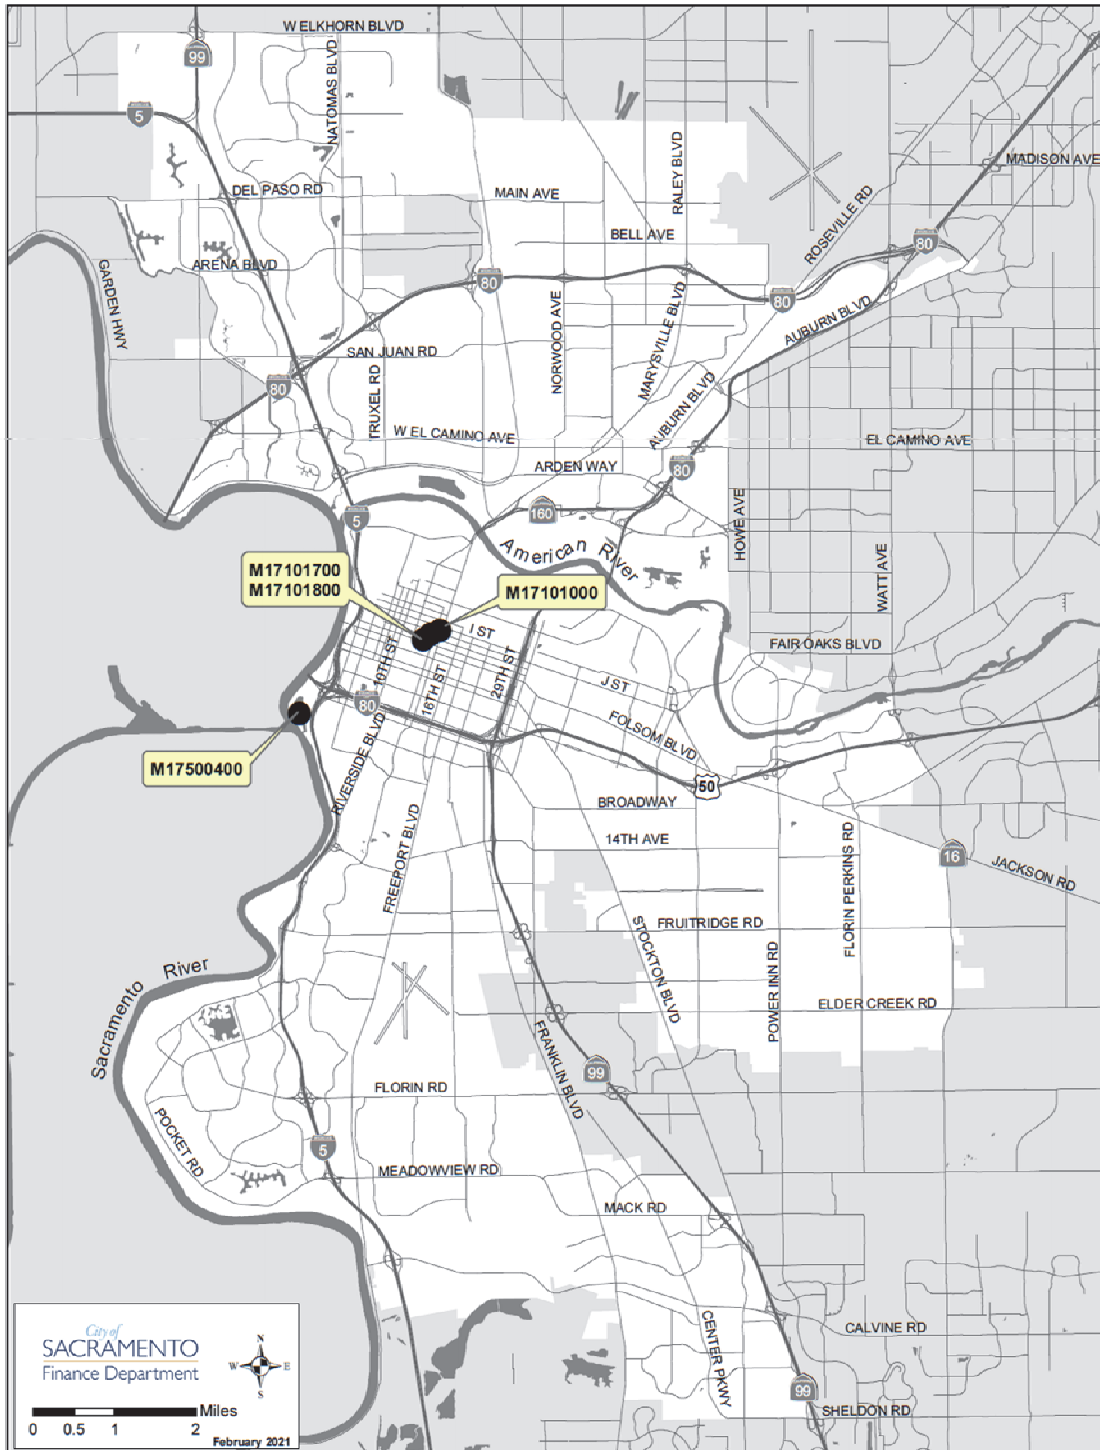 W ELKHORN BLVD
99
NATOMAS BLVD
5
RALEY BLVD
MADISON AVE
DEL PASO RD
MAIN AVE
ROSEVILLE RD
BELL AVE
80
GARDEN HWY
ARENA BLVD
80
80
NORWOOD AVE
MARYSVILLE BLVD
AUBURN BLVD
SAN JUAN RD
80
TRUXEL RD
AUBURN BLVD
W EL CAMINO AVE
EL CAMINO AVE
ARDEN WAY
80
HOWE AVE
160
5
American River
WATT AVE
M17101700
M17101800
M17101000
I ST
FAIR OAKS BLVD
10TH ST
16TH ST
29TH ST
J ST
80
FOLSOM BLVD
M17500400
RIVERSIDE BLVD
50
BROADWAY
14TH AVE
FREEPORT BLVD
FLORIN PERKINS RD
16
JACKSON RD
FRUITRIDGE RD
STOCKTON BLVD
POWER INN RD
Sacramento River
ELDER CREEK RD
FRANKLIN BLVD
99
FLORIN RD
POCKET RD
5
MEADOWVIEW RD
MACK RD
CENTER PKWY
CALVINE RD
99
SHELDON RD
City of
SACRAMENTO
Finance Department
N
W E
S
Miles
0 0.5 1 2
February 2021